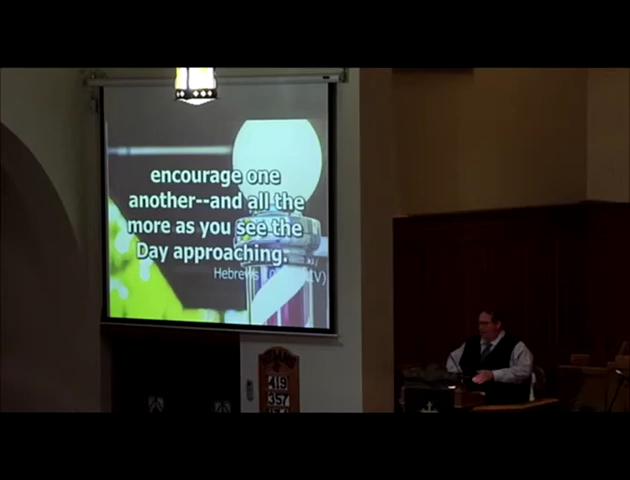 encourage one
another--and all the
more as you see the
Day approaching.
Hebrews
419
357